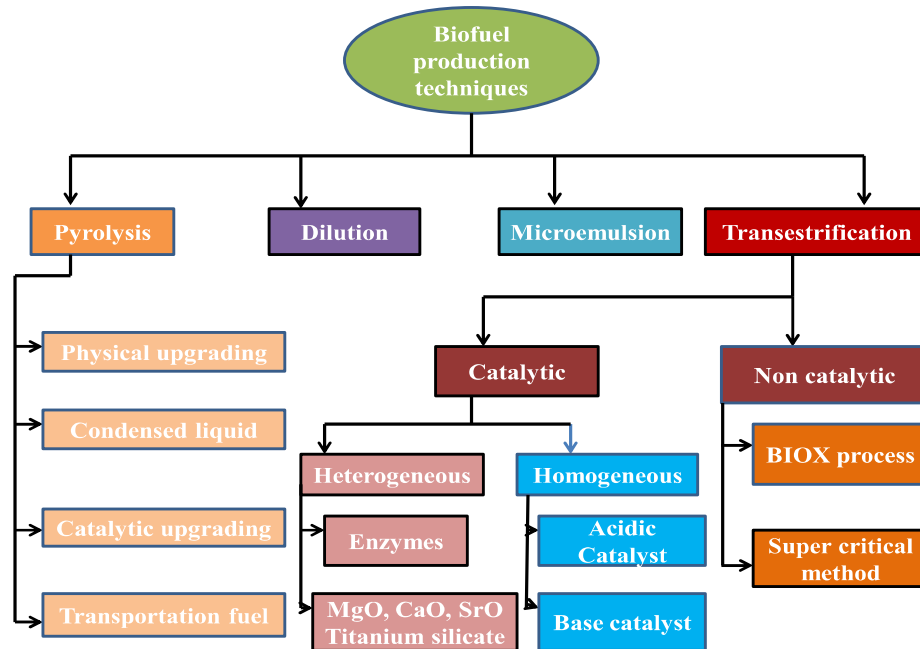 Biofuel
production
techniques
Pyrolysis
Dilution
Microemulsion
Transestrification
Physical upgrading
Condensed liquid
Catalytic upgrading
Transportation fuel
Catalytic
Non catalytic
Heterogeneous
Homogeneous
BIOX process
Enzymes
Acidic
Catalyst
Super critical
method
MgO, CaO, SrO
Titanium silicate
Base catalyst